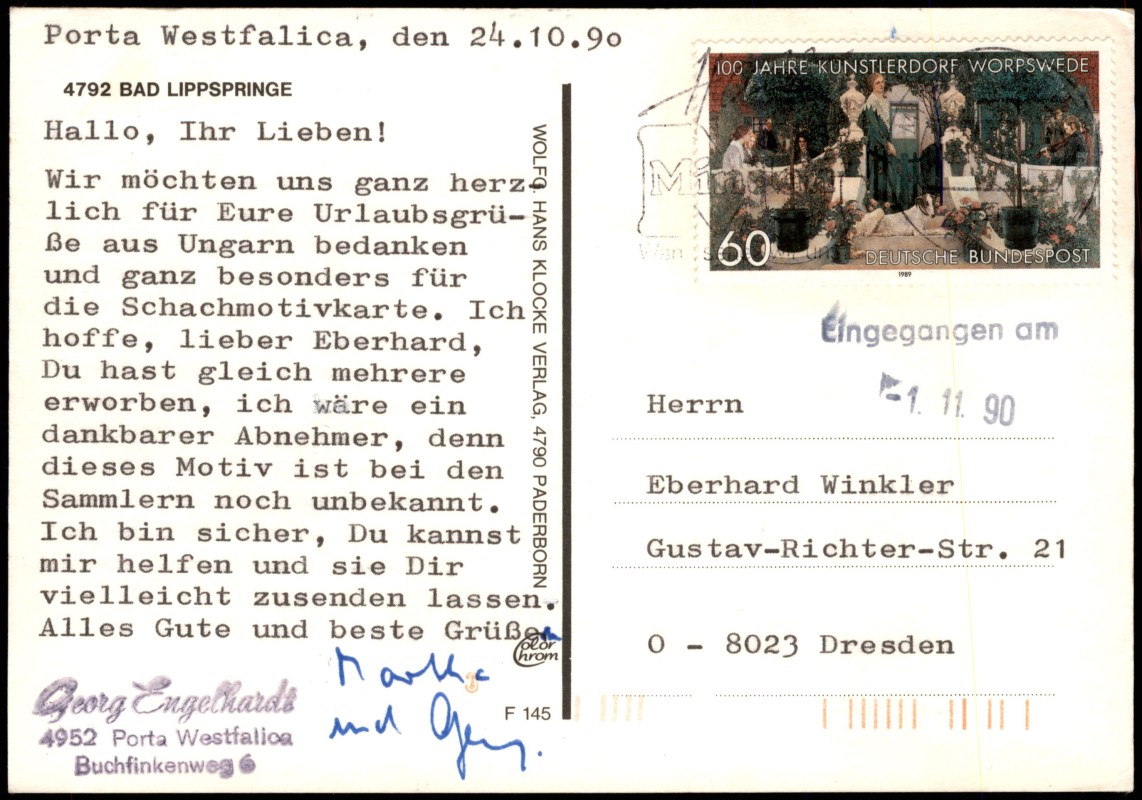 Porta Westfalica, den 24.10.90
4792 BAD LIPPSPRINGE
Hallo, Ihr Lieben!
Wir möchten uns ganz herz-
lich für Eure Urlaubsgrü-
ße aus Ungarn bedanken
und ganz besonders für
die Schachmotivkarte. Ich
hoffe, lieber Eberhard,
Du hast gleich mehrere
erworben, ich wäre ein
dankbarer Abnehmer, denn
dieses Motiv ist bei den
Sammlern noch unbekannt.
Ich bin sicher, Du kannst
mir helfen und sie Dir
vielleicht zusenden lassen.
Alles Gute und beste Grüßen
Martha
und Georg.
Georg Engelhardt
4952 Porta Westfalica
Buchfinkenweg 6
WOLFG. HANS KLOCKE VERLAG, 4790 PADERBORN
Color
Chrom
F 145
100 JAHRE KÜNSTLERDORF WORPSWEDE
60 DEUTSCHE BUNDESPOST
1989
Eingegangen am
-1. 11. 90
Herrn
Eberhard Winkler
Gustav-Richter-Str. 21
O - 8023 Dresden